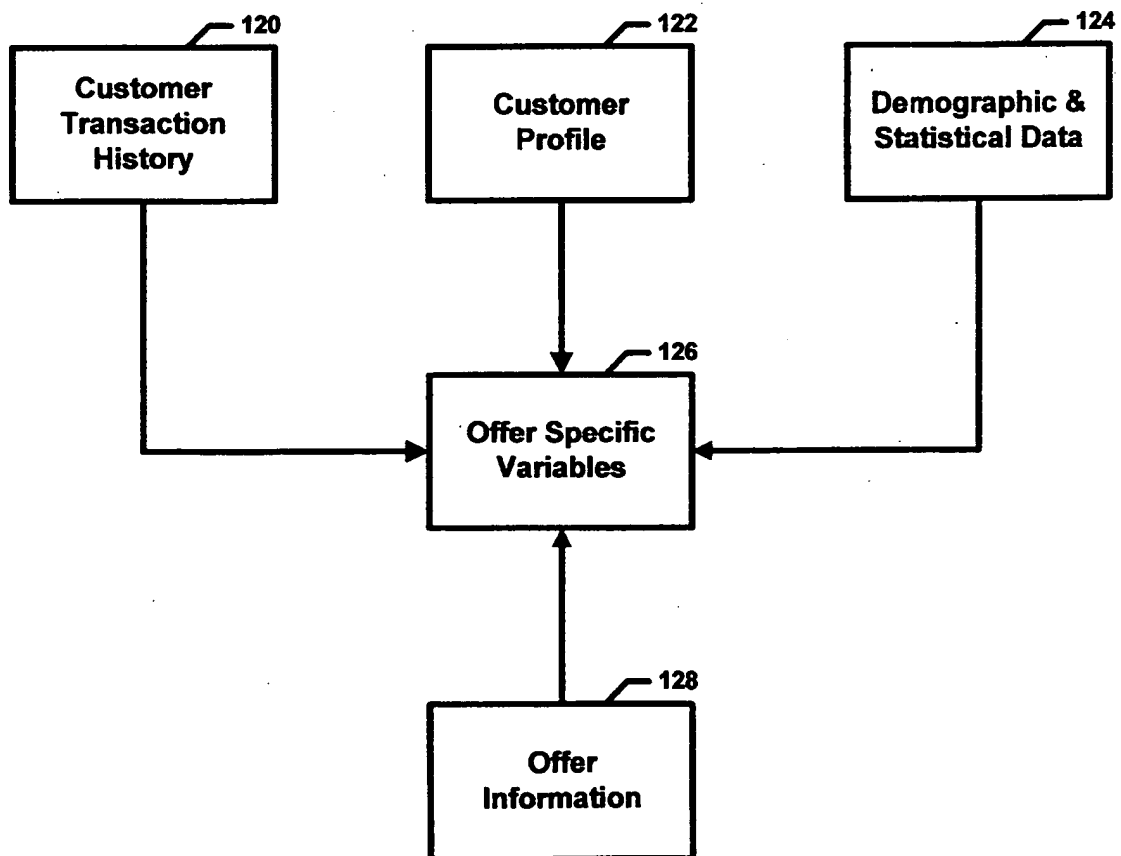 120
Customer
Transaction
History
122
Customer
Profile
124
Demographic &
Statistical Data
126
Offer Specific
Variables
128
Offer
Information